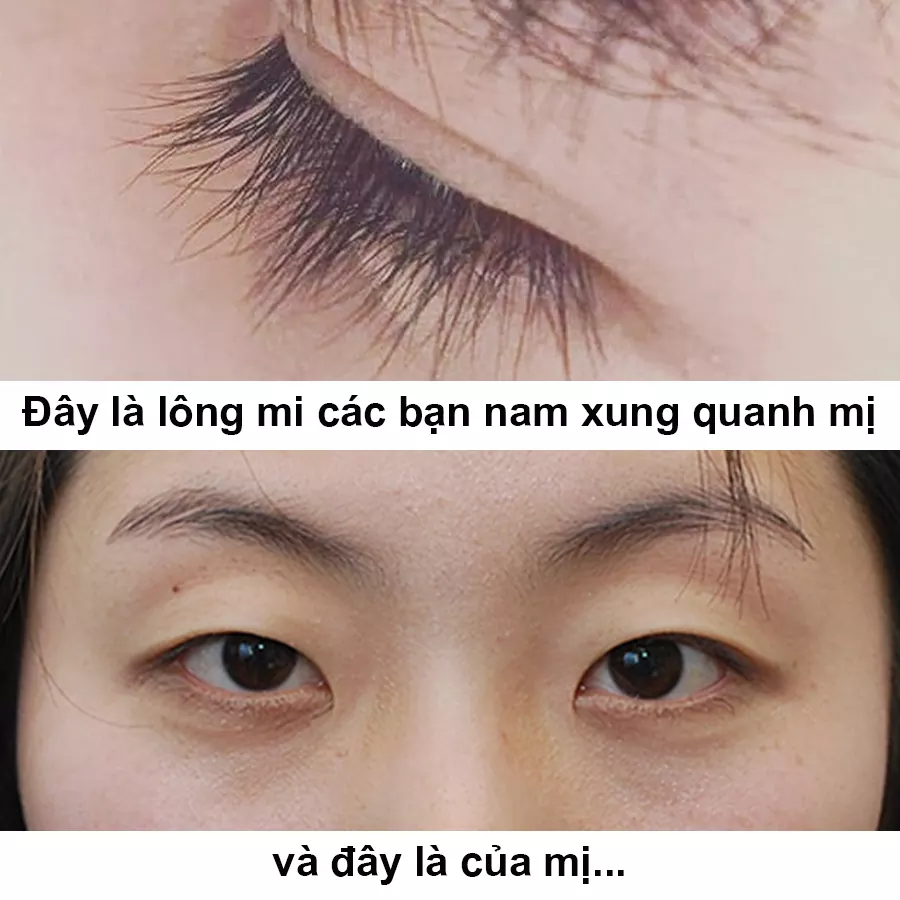 Đây là lông mi các bạn nam xung quanh mị
và đây là của mị...